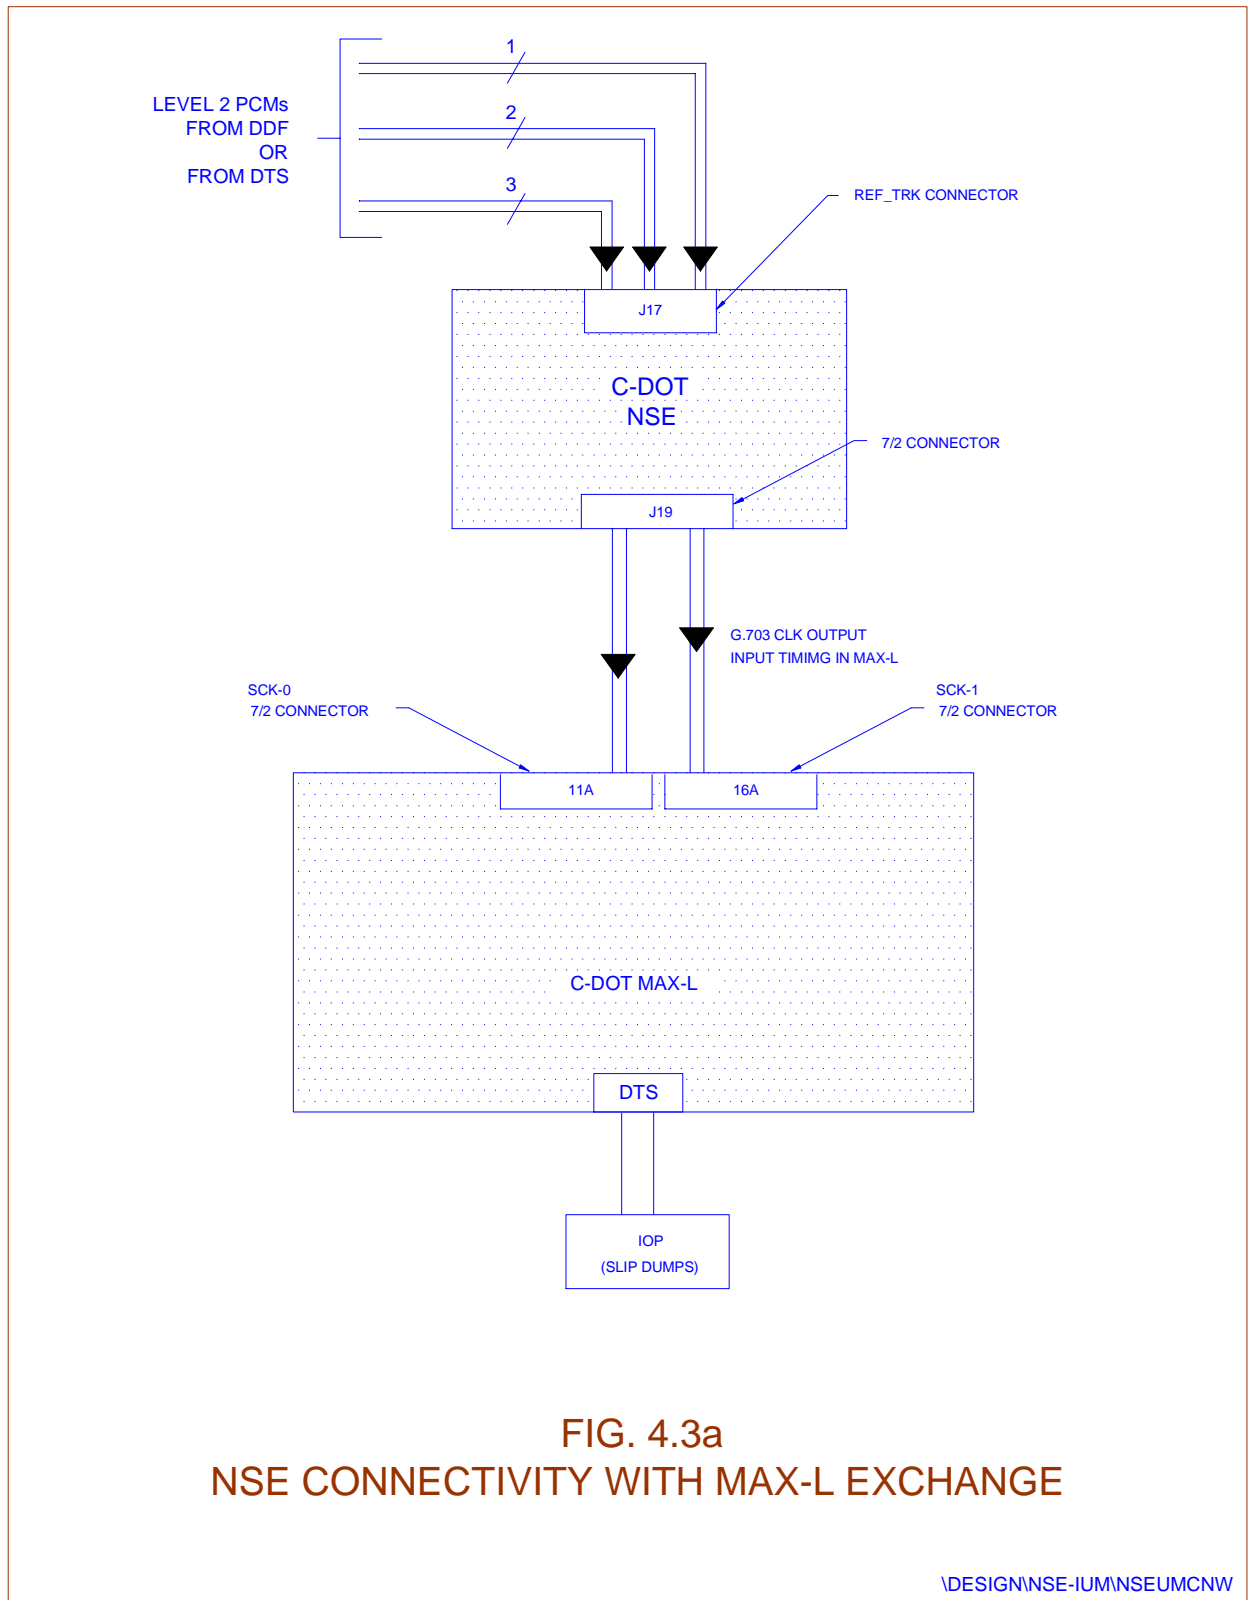 1
LEVEL 2 PCMs
FROM DDF
OR
FROM DTS
2
3
REF_TRK CONNECTOR
J17
C-DOT
NSE
7/2 CONNECTOR
J19
G.703 CLK OUTPUT
INPUT TIMIMG IN MAX-L
SCK-0
7/2 CONNECTOR
SCK-1
7/2 CONNECTOR
11A
16A
C-DOT MAX-L
DTS
IOP
(SLIP DUMPS)
FIG. 4.3a
NSE CONNECTIVITY WITH MAX-L EXCHANGE
\DESIGN\NSE-IUM\NSEUMCNW